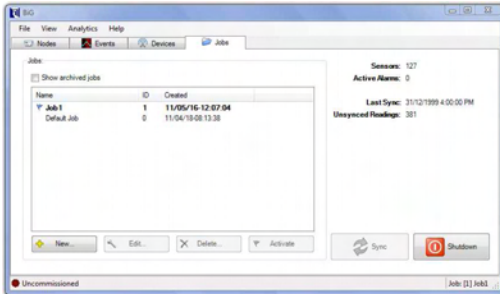 BiG
File View Analytics Help
Nodes Events Devices Jobs
Jobs:
Show archived jobs
Name ID Created
Job1 1 11/05/16-12:07:04
Default Job 0 11/04/18-08:13:38
New... Edit... Delete... Activate
Sensors: 127
Active Alarms: 0
Last Sync: 31/12/1999 4:00:00 PM
Unsynced Readings: 381
Sync Shutdown
Uncommissioned Job: [1] Job1